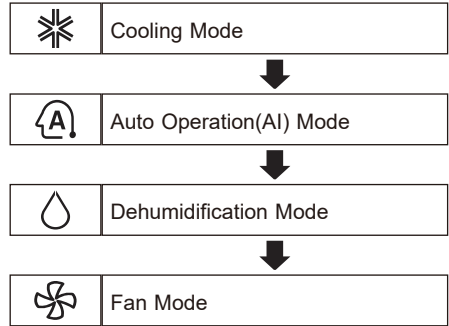 Cooling Mode
A Auto Operation(AI) Mode
Dehumidification Mode
Fan Mode